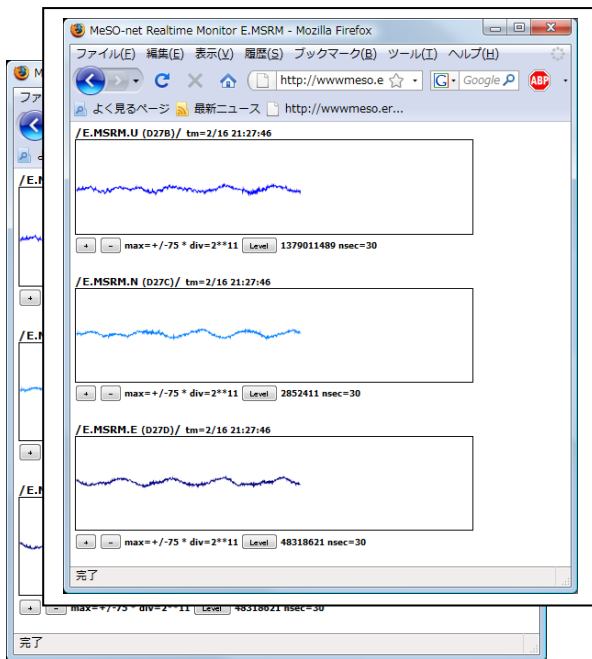 MeSO-net Realtime Monitor E.MSRM - Mozilla Firefox
ファイル(F) 編集(E) 表示(V) 履歴(S) ブックマーク(B) ツール(T) ヘルプ(H)
http://wwwmeso.e G Google ABP
よく見るページ 最新ニュース http://wwwmeso.er...
/E.MSRM.U (D27B)/ tm=2/16 21:27:46
+ - max=+/-75 * div=2**11 Level 1379011489 nsec=30
/E.MSRM.N (D27C)/ tm=2/16 21:27:46
+ - max=+/-75 * div=2**11 Level 2852411 nsec=30
/E.MSRM.E (D27D)/ tm=2/16 21:27:46
+ - max=+/-75 * div=2**11 Level 48318621 nsec=30
完了
M
ファ
/E.M
+
/E.M
+
/E.M
+ - max=+/-75 * div=2**11 Level 48318621 nsec=30
完了